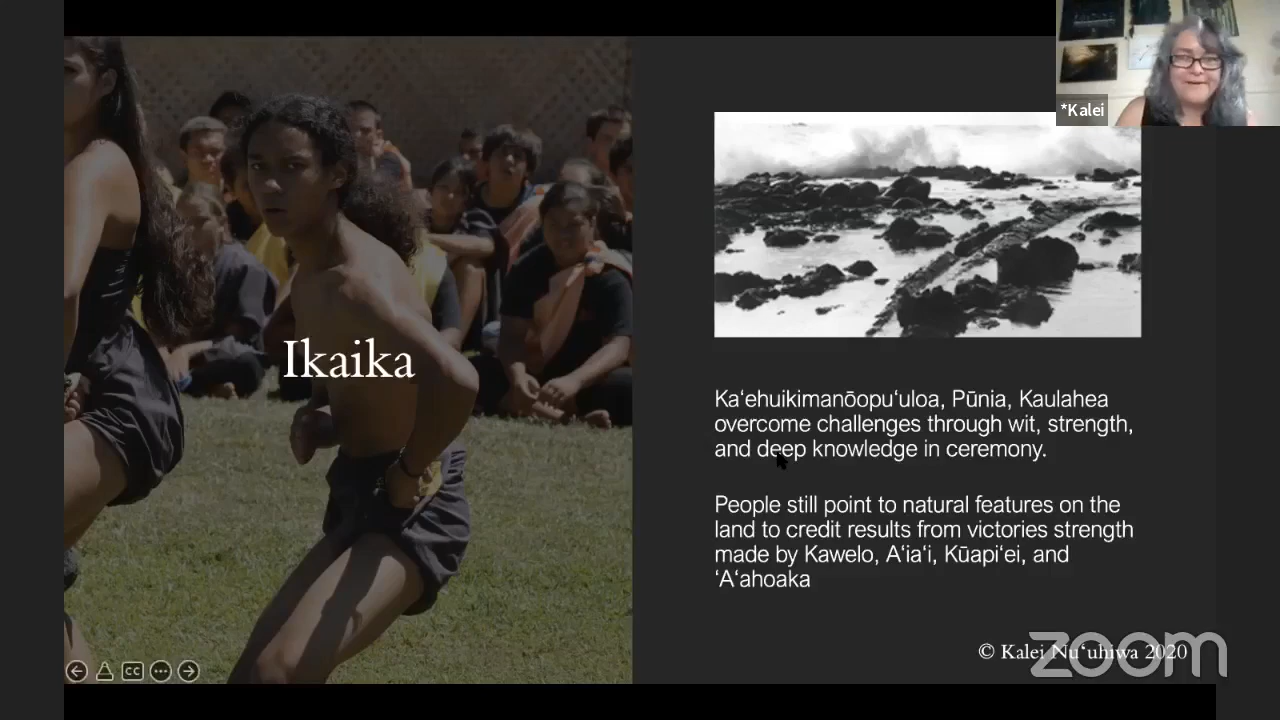 *Kalei
Ikaika
Kaʻehuikimanōopuʻuloa, Pūnia, Kaulahea
overcome challenges through wit, strength,
and deep knowledge in ceremony.
People still point to natural features on the
land to credit results from victories strength
made by Kawelo, Aʻiaʻi, Kūapiʻei, and
ʻAʻahoaka
© Kalei Nuʻuhiwa 2020
zoom
CC